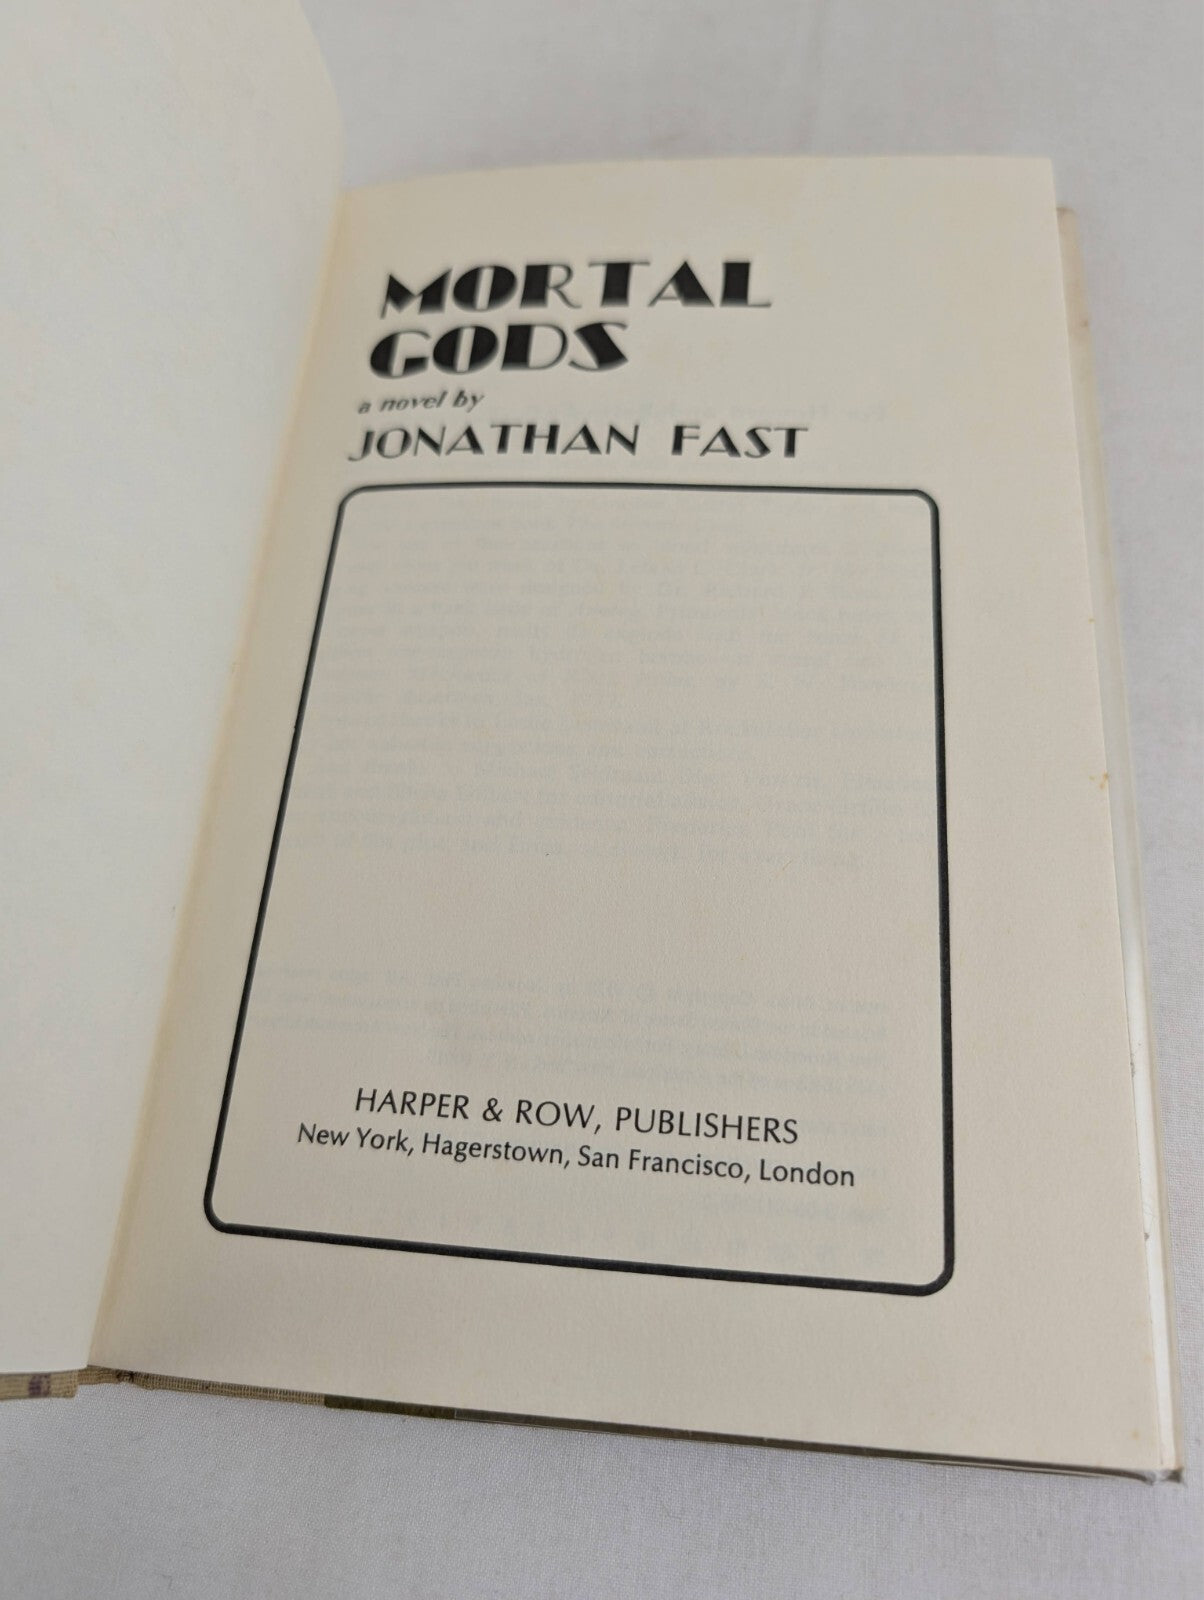 MORTAL
GODS
a novel by
JONATHAN FAST
HARPER & ROW, PUBLISHERS
New York, Hagerstown, San Francisco, London